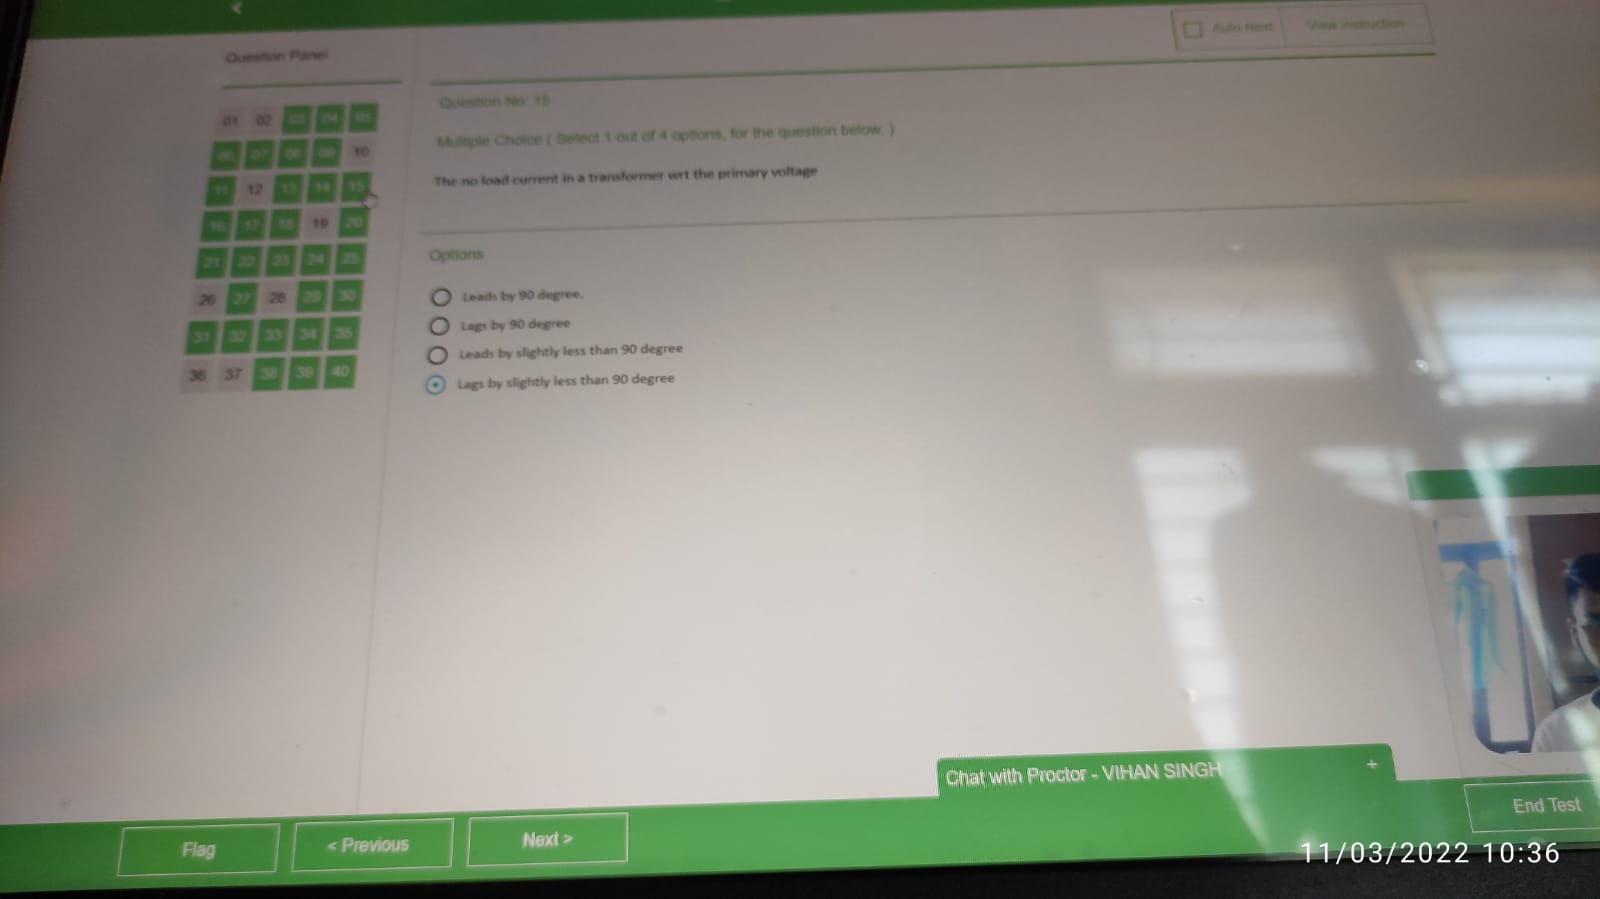 <
Auto Next
View Instruction
Question Panel
01 02 03 04 05
06 07 08 09 10
11 12 13 14 15
16 17 18 19 20
21 22 23 24 25
26 27 28 29 30
31 32 33 34 35
36 37 38 39 40
Question No: 15
Multiple Choice ( Select 1 out of 4 options, for the question below. )
The no load current in a transformer wrt the primary voltage
Options
Leads by 90 degree.
Lags by 90 degree
Leads by slightly less than 90 degree
Lags by slightly less than 90 degree
Chat with Proctor - VIHAN SINGH +
Flag
< Previous
Next >
End Test
11/03/2022 10:36